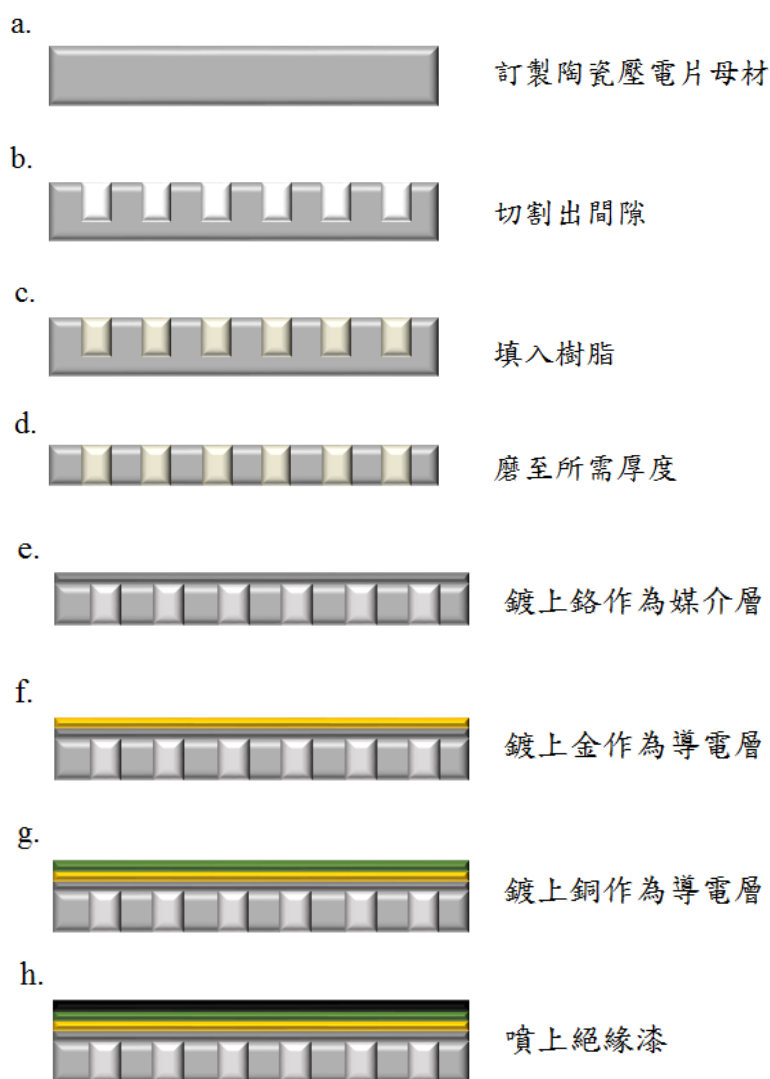 a.
訂製陶瓷壓電片母材
b.
切割出間隙
c.
填入樹脂
d.
磨至所需厚度
e.
鍍上鉻作為媒介層
f.
鍍上金作為導電層
g.
鍍上銅作為導電層
h.
噴上絕緣漆